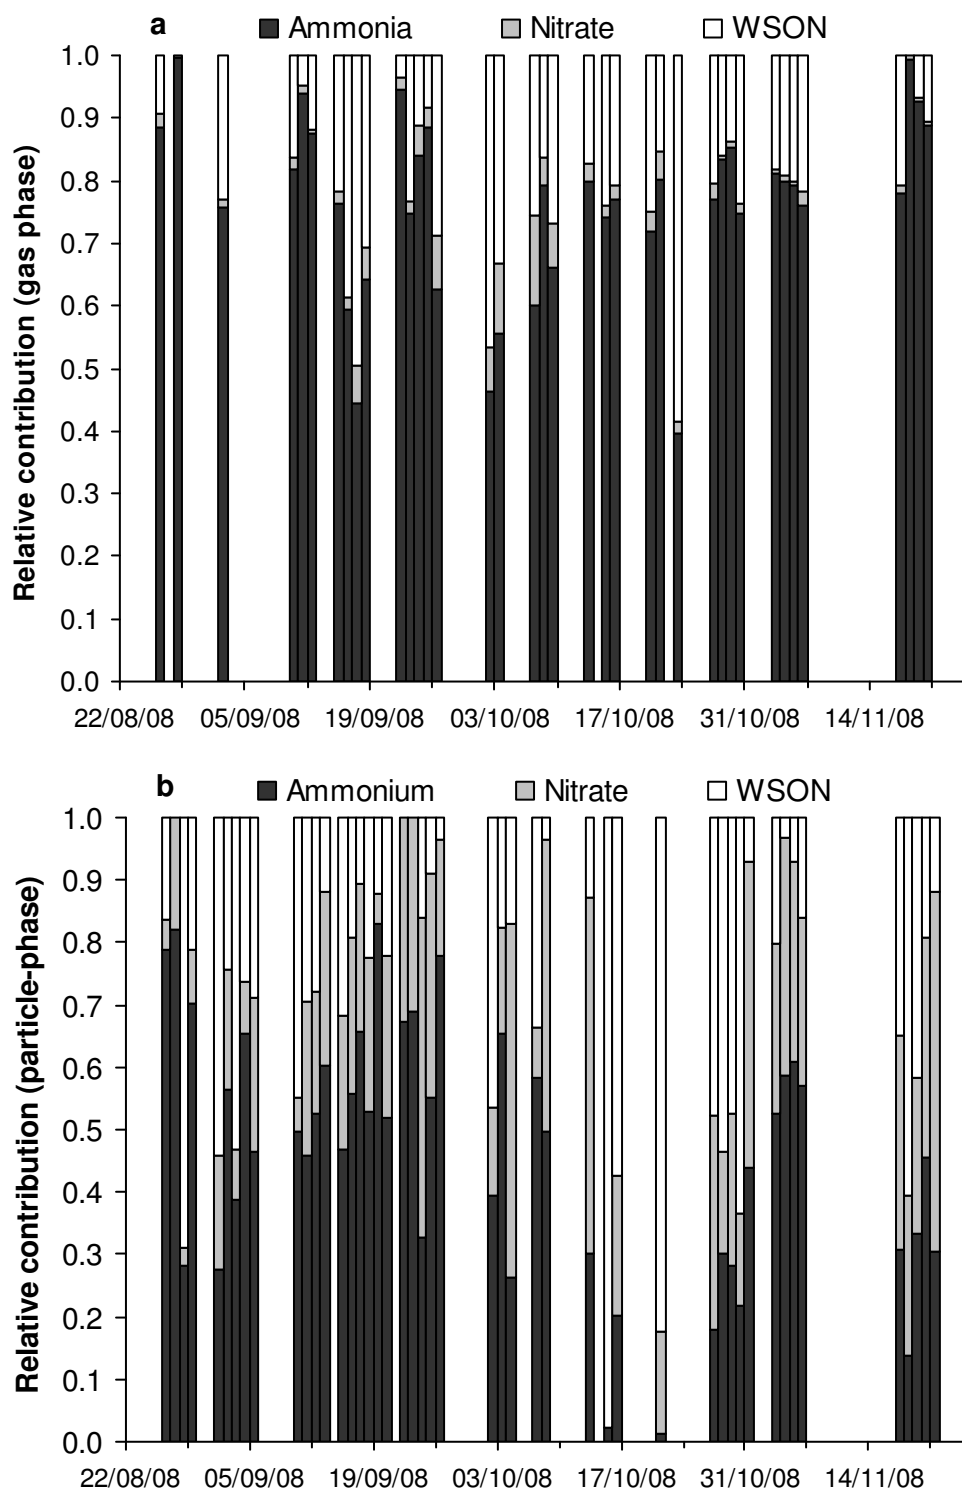 a
Ammonia Nitrate WSON
Relative contribution (gas phase)
1.0
0.9
0.8
0.7
0.6
0.5
0.4
0.3
0.2
0.1
0.0
22/08/08 05/09/08 19/09/08 03/10/08 17/10/08 31/10/08 14/11/08
b
Ammonium Nitrate WSON
Relative contribution (particle-phase)
1.0
0.9
0.8
0.7
0.6
0.5
0.4
0.3
0.2
0.1
0.0
22/08/08 05/09/08 19/09/08 03/10/08 17/10/08 31/10/08 14/11/08